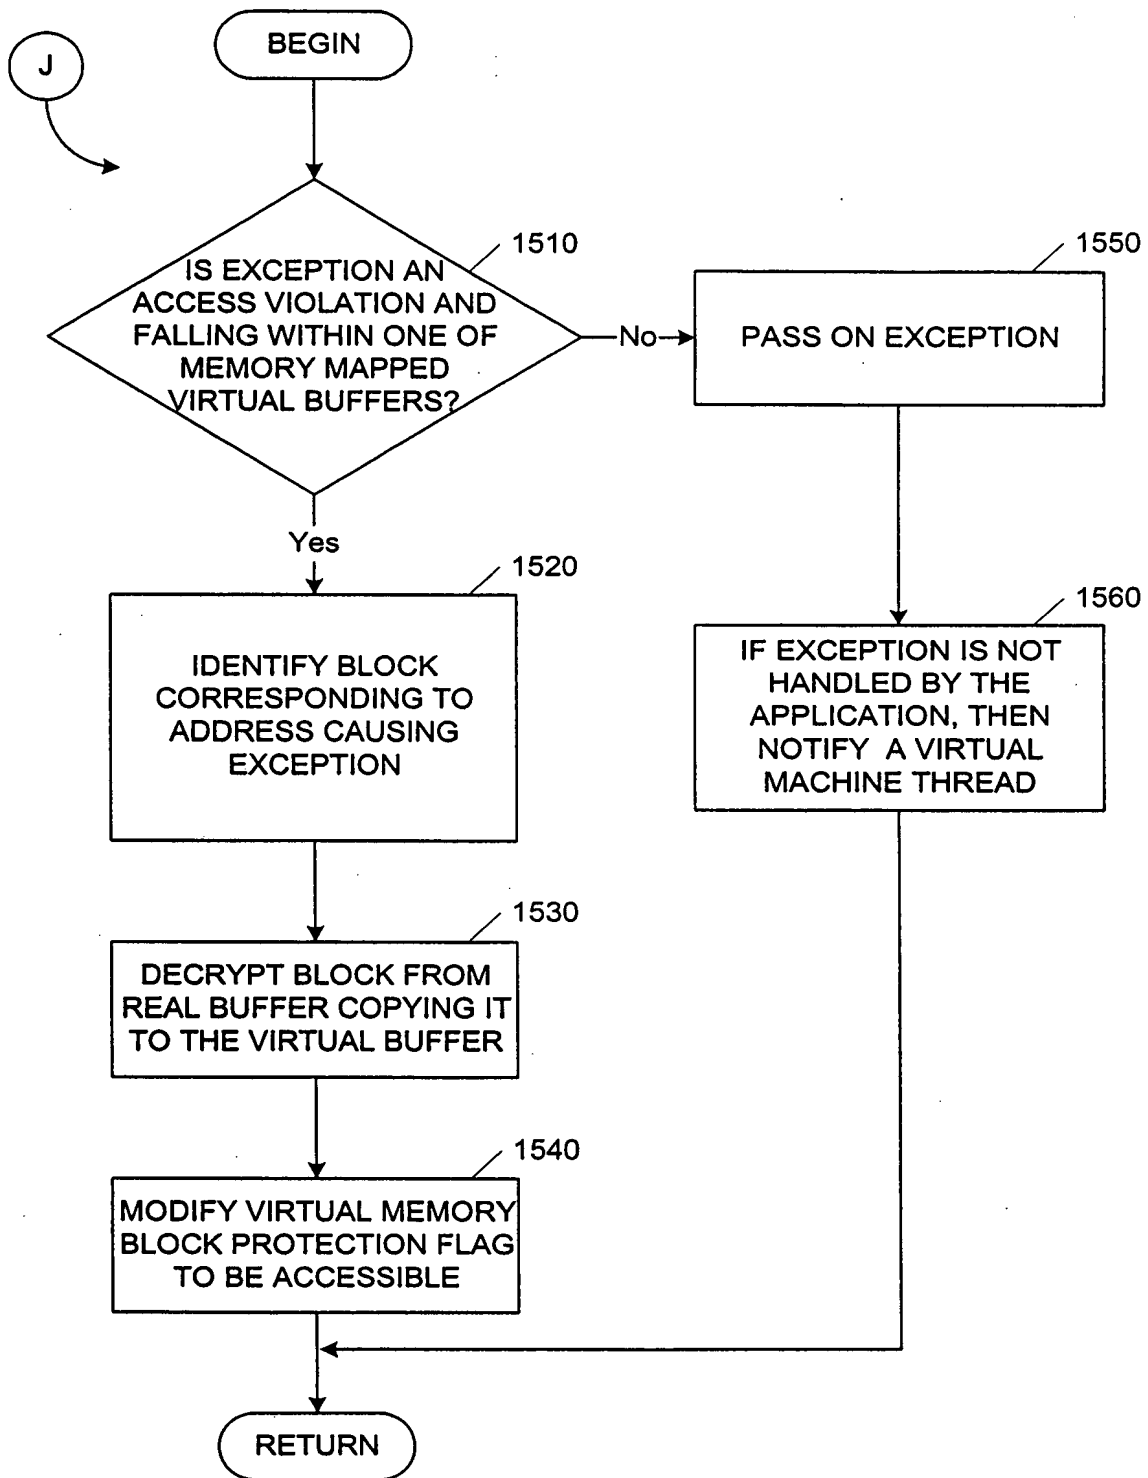 J
BEGIN
1510
IS EXCEPTION AN
ACCESS VIOLATION AND
FALLING WITHIN ONE OF
MEMORY MAPPED
VIRTUAL BUFFERS?
No
1550
PASS ON EXCEPTION
Yes
1520
IDENTIFY BLOCK
CORRESPONDING TO
ADDRESS CAUSING
EXCEPTION
1560
IF EXCEPTION IS NOT
HANDLED BY THE
APPLICATION, THEN
NOTIFY A VIRTUAL
MACHINE THREAD
1530
DECRYPT BLOCK FROM
REAL BUFFER COPYING IT
TO THE VIRTUAL BUFFER
1540
MODIFY VIRTUAL MEMORY
BLOCK PROTECTION FLAG
TO BE ACCESSIBLE
RETURN